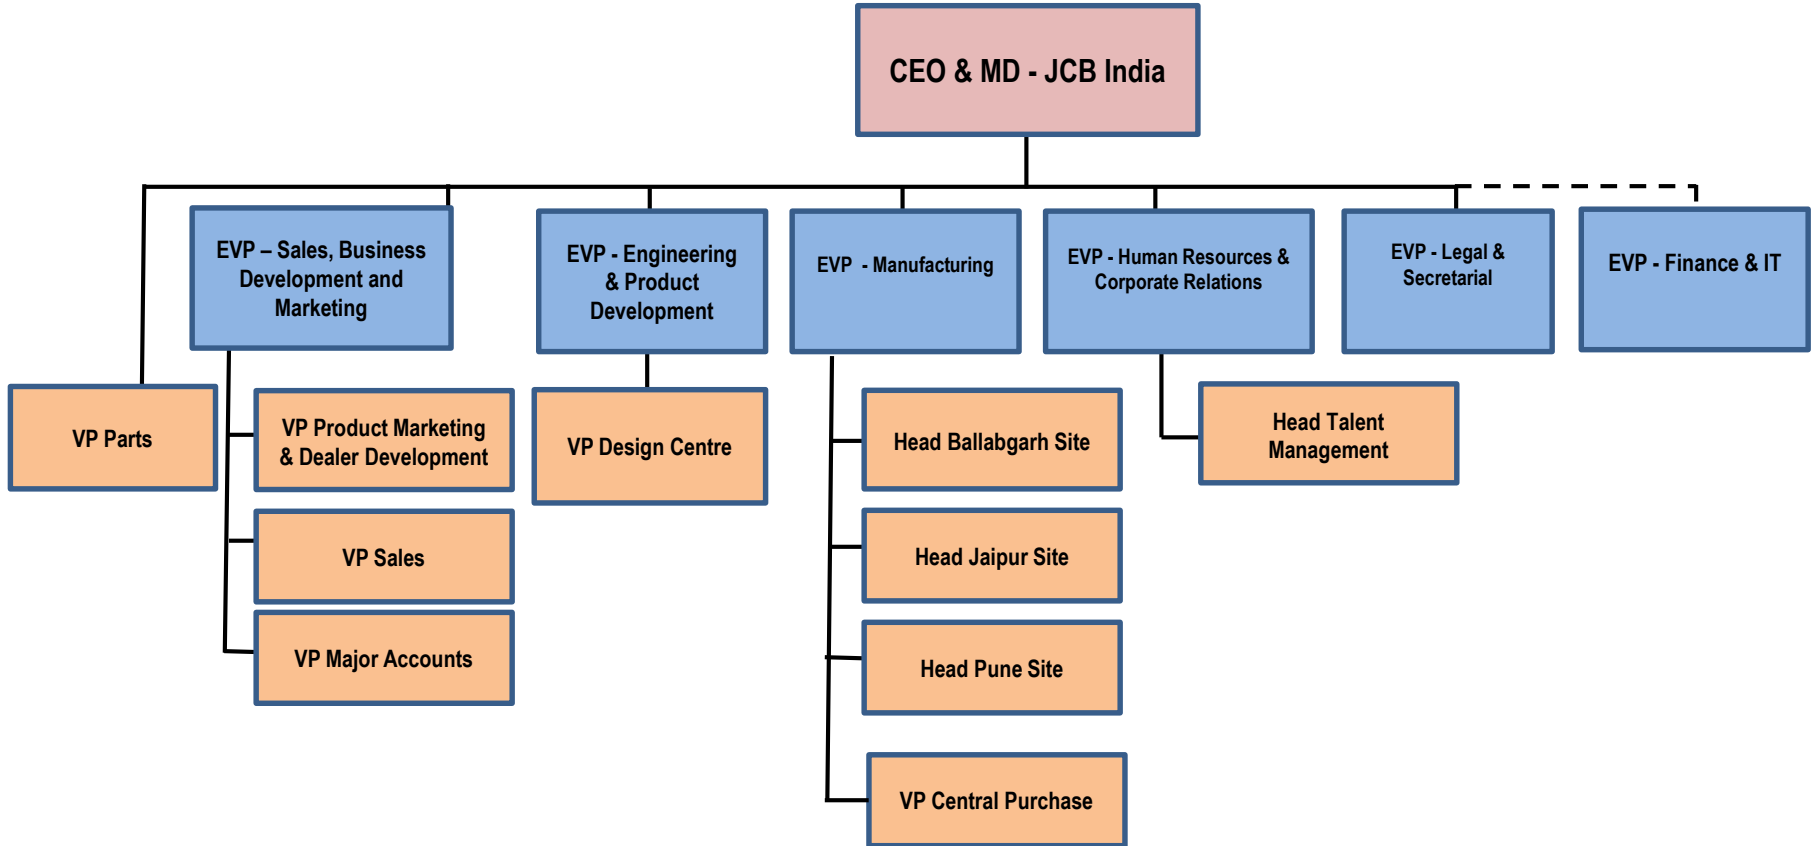 CEO & MD - JCB India
EVP – Sales, Business
Development and
Marketing
EVP - Engineering
& Product
Development
EVP  - Manufacturing
EVP - Human Resources &
Corporate Relations
EVP - Legal &
Secretarial
EVP - Finance & IT
VP Parts
VP Product Marketing
& Dealer Development
VP Sales
VP Major Accounts
VP Design Centre
Head Ballabgarh Site
Head Jaipur Site
Head Pune Site
VP Central Purchase
Head Talent
Management